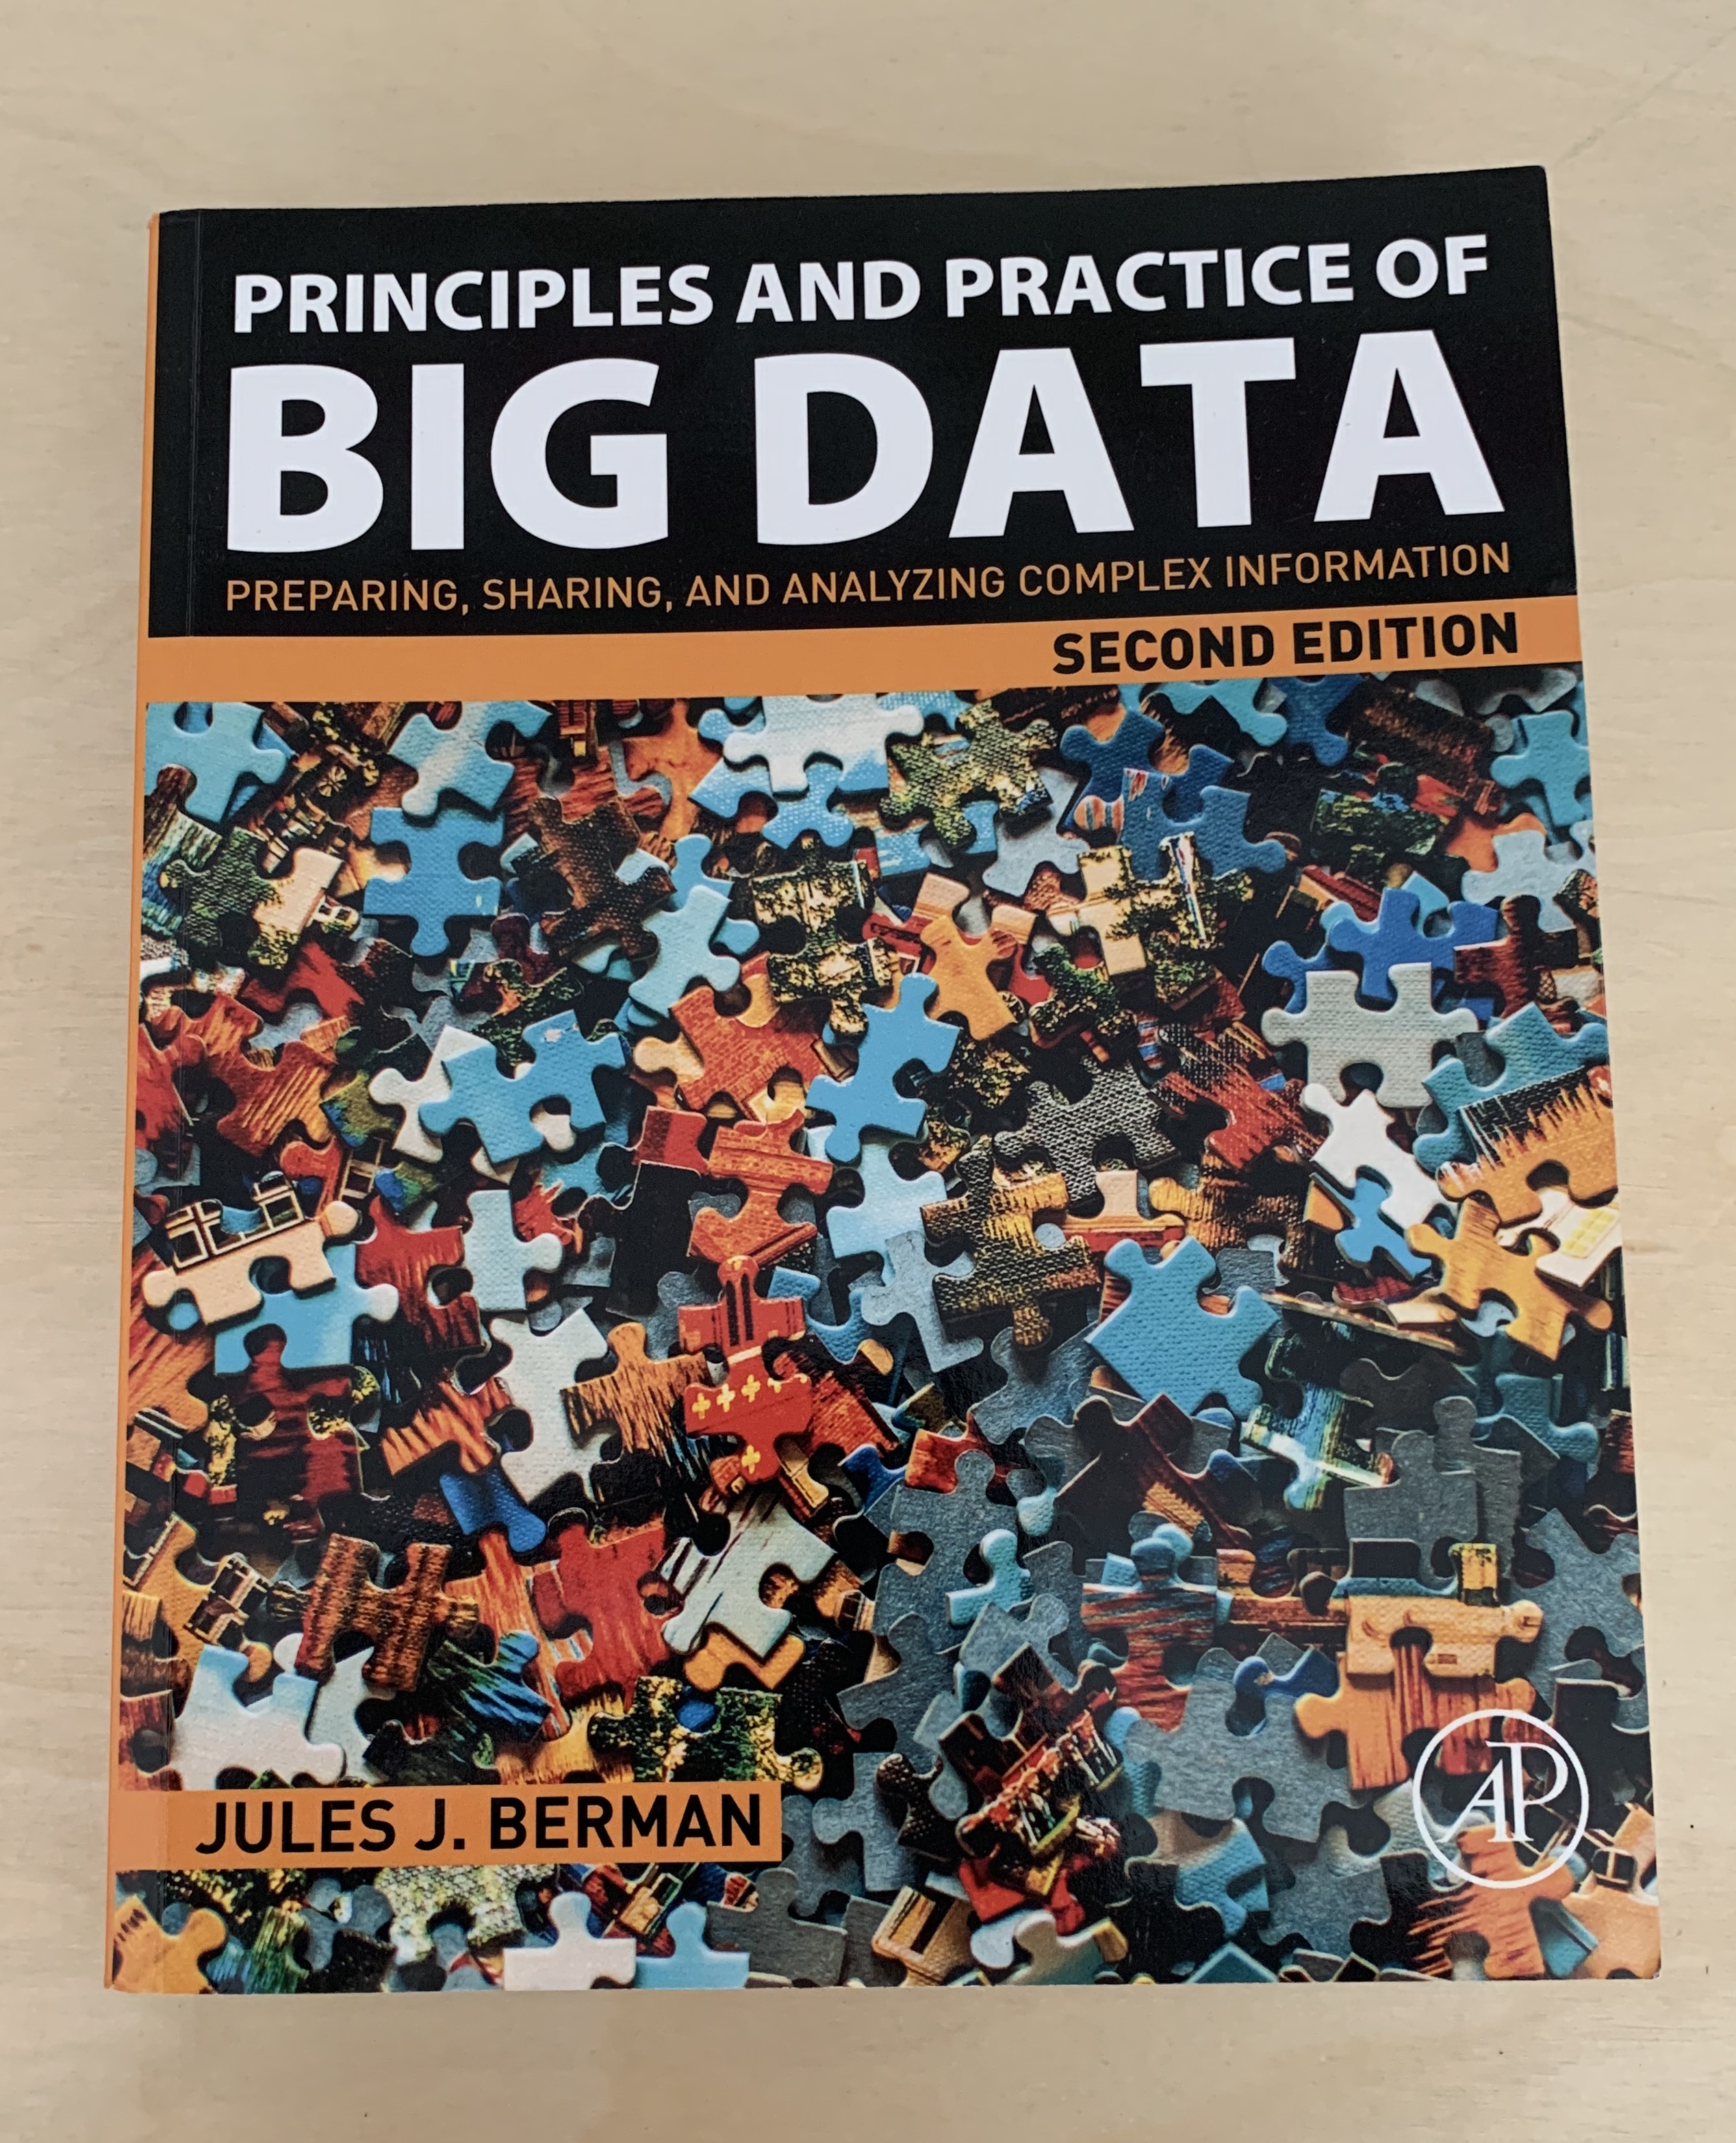 PRINCIPLES AND PRACTICE OF
BIG DATA
PREPARING, SHARING, AND ANALYZING COMPLEX INFORMATION
SECOND EDITION
JULES J. BERMAN
AP